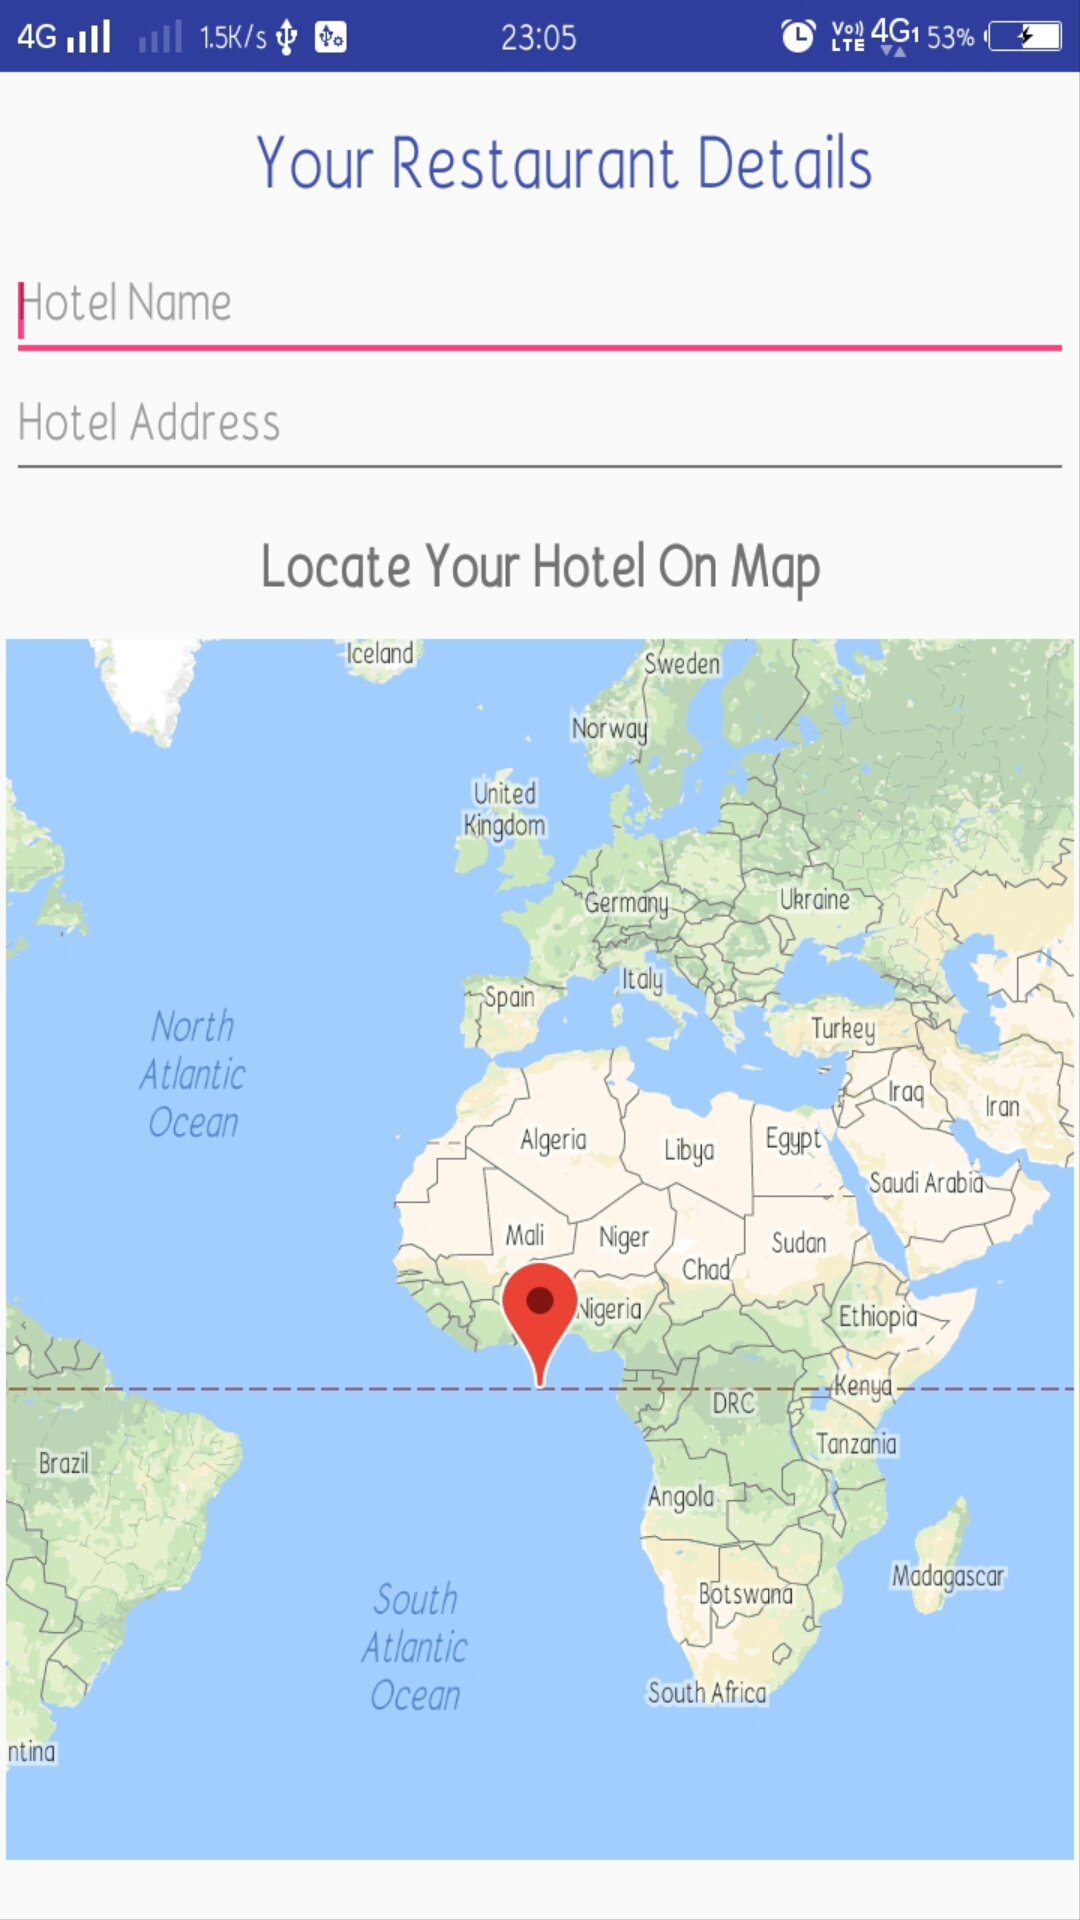 4G 1.5K/s 23:05 Vo)) LTE 4G1 53%
Your Restaurant Details
Hotel Name
Hotel Address
Locate Your Hotel On Map
Iceland
Sweden
Norway
United
Kingdom
Germany
Ukraine
Italy
Spain
Turkey
North
Atlantic
Ocean
Iraq
Iran
Algeria
Libya
Egypt
Saudi Arabia
Mali
Niger
Sudan
Chad
Nigeria
Ethiopia
Kenya
DRC
Tanzania
Brazil
Angola
Madagascar
Botswana
South
Atlantic
Ocean
South Africa
ntina